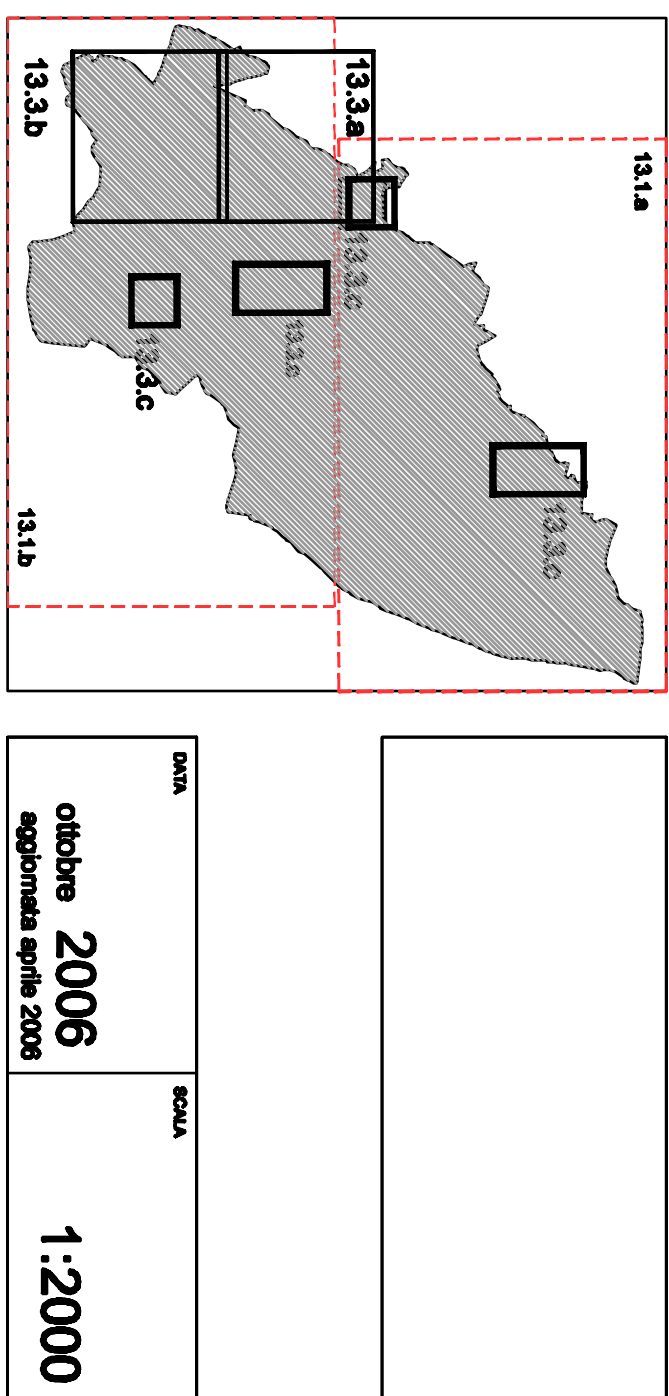 13.1.a
13.3.c
13.3.a
13.3.c
13.3.c
13.3.c
13.3.b
13.1.b
DATA
ottobre 2006
aggiornata aprile 2008
SCALA
1:2000